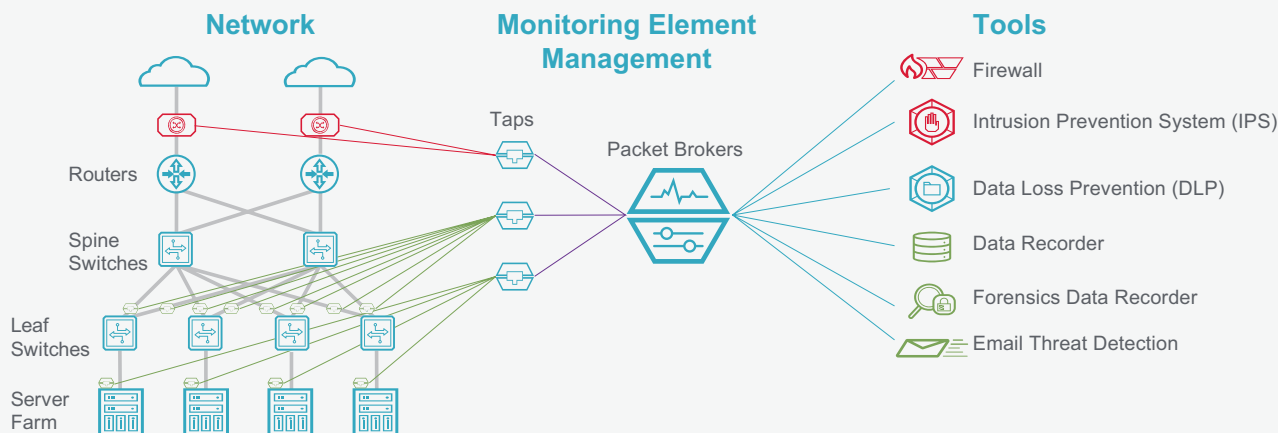 Network
Monitoring Element
Management
Tools
Taps
Packet Brokers
Routers
Spine
Switches
Leaf
Switches
Server
Farm
Firewall
Intrusion Prevention System (IPS)
Data Loss Prevention (DLP)
Data Recorder
Forensics Data Recorder
Email Threat Detection